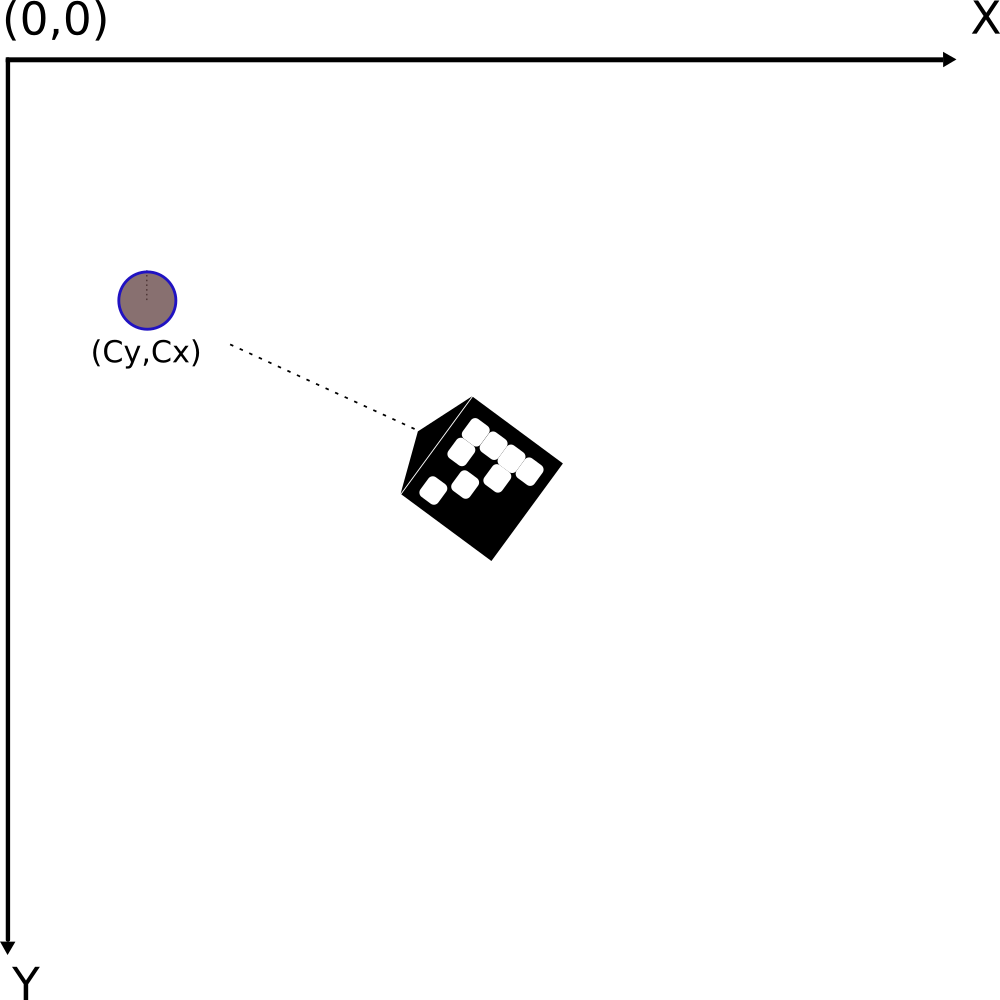 (0,0)
X
(Cy,Cx)
Y